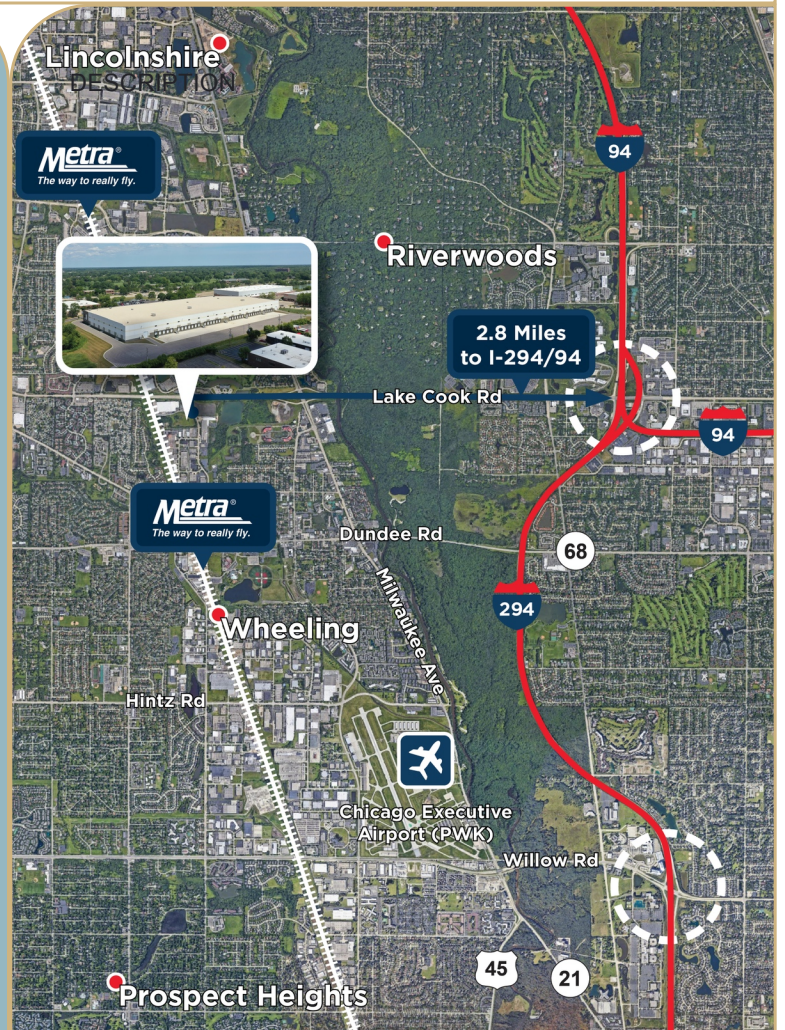 Lincolnshire
DESCRIPTION
94
Metra®
The way to really fly.
Riverwoods
2.8 Miles
to I-294/94
Lake Cook Rd
94
Metra®
The way to really fly.
Dundee Rd
68
Milwaukee Ave
294
Wheeling
Hintz Rd
Chicago Executive
Airport (PWK)
Willow Rd
45
21
Prospect Heights